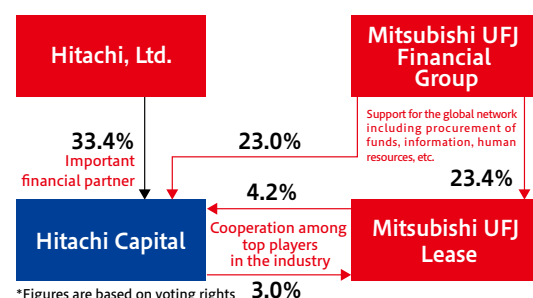 Hitachi, Ltd.
Mitsubishi UFJ
Financial
Group
33.4%
Important
financial partner
23.0%
Support for the global network
including procurement of
funds, information, human
resources, etc.
23.4%
4.2%
Hitachi Capital
Cooperation among
top players
in the industry
Mitsubishi UFJ
Lease
3.0%
*Figures are based on voting rights